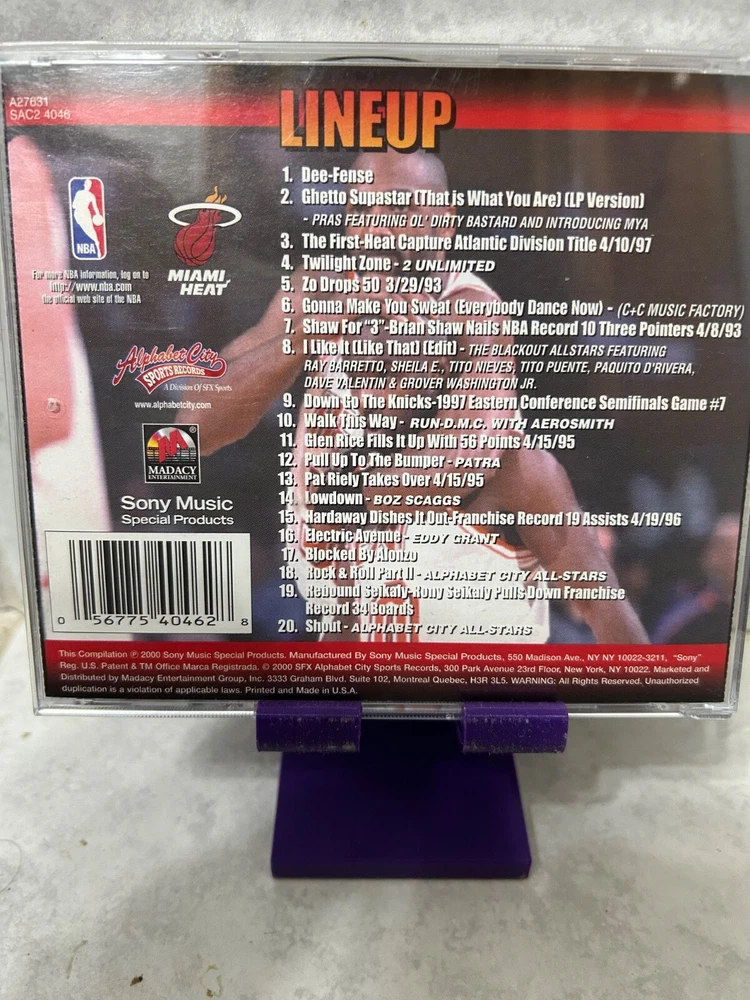 A27631
SAC2 4046
LINEUP
1. Dee-Fense
2. Ghetto Supastar (That is What You Are) (LP Version)
- PRAS FEATURING OL' DIRTY BASTARD AND INTRODUCING MYA
3. The First-Heat Capture Atlantic Division Title 4/10/97
4. Twilight Zone - 2 UNLIMITED
5. Zo Drops 50 3/29/93
6. Gonna Make You Sweat (Everybody Dance Now) - (C+C MUSIC FACTORY)
7. Shaw For "3"-Brian Shaw Nails NBA Record 10 Three Pointers 4/8/93
8. I Like It (Like That) (Edit) - THE BLACKOUT ALLSTARS FEATURING
RAY BARRETTO, SHEILA E., TITO NIEVES, TITO PUENTE, PAQUITO D'RIVERA,
DAVE VALENTIN & GROVER WASHINGTON JR.
9. Down Go The Knicks-1997 Eastern Conference Semifinals Game #7
10. Walk This Way - RUN-D.M.C. WITH AEROSMITH
11. Glen Rice Fills It Up With 56 Points 4/15/95
12. Pull Up To The Bumper - PATRA
13. Pat Riely Takes Over 4/15/95
14. Lowdown - BOZ SCAGGS
15. Hardaway Dishes It Out-Franchise Record 19 Assists 4/19/96
16. Electric Avenue - EDDY GRANT
17. Blocked By Alonzo
18. Rock & Roll Part II - ALPHABET CITY ALL-STARS
19. Rebound Seikaly-Rony Seikaly Pulls Down Franchise
Record 34 Boards
20. Shout - ALPHABET CITY ALL-STARS
NBA
MIAMI
HEAT
For more NBA information, log on to
http://www.nba.com
the official web site of the NBA
Alphabet City
SPORTS RECORDS
A Division Of SFX Sports
www.alphabetcity.com
MADACY
ENTERTAINMENT
Sony Music
Special Products
0 56775 40462 8
This Compilation ℗ 2000 Sony Music Special Products. Manufactured By Sony Music Special Products, 550 Madison Ave., NY NY 10022-3211, "Sony"
Reg. U.S. Patent & TM Office Marca Registrada. © 2000 SFX Alphabet City Sports Records, 300 Park Avenue 23rd Floor, New York, NY 10022. Marketed and
Distributed by Madacy Entertainment Group, Inc. 3333 Graham Blvd. Suite 102, Montreal Quebec, H3R 3L5. WARNING: All Rights Reserved. Unauthorized
duplication is a violation of applicable laws. Printed and Made in U.S.A.